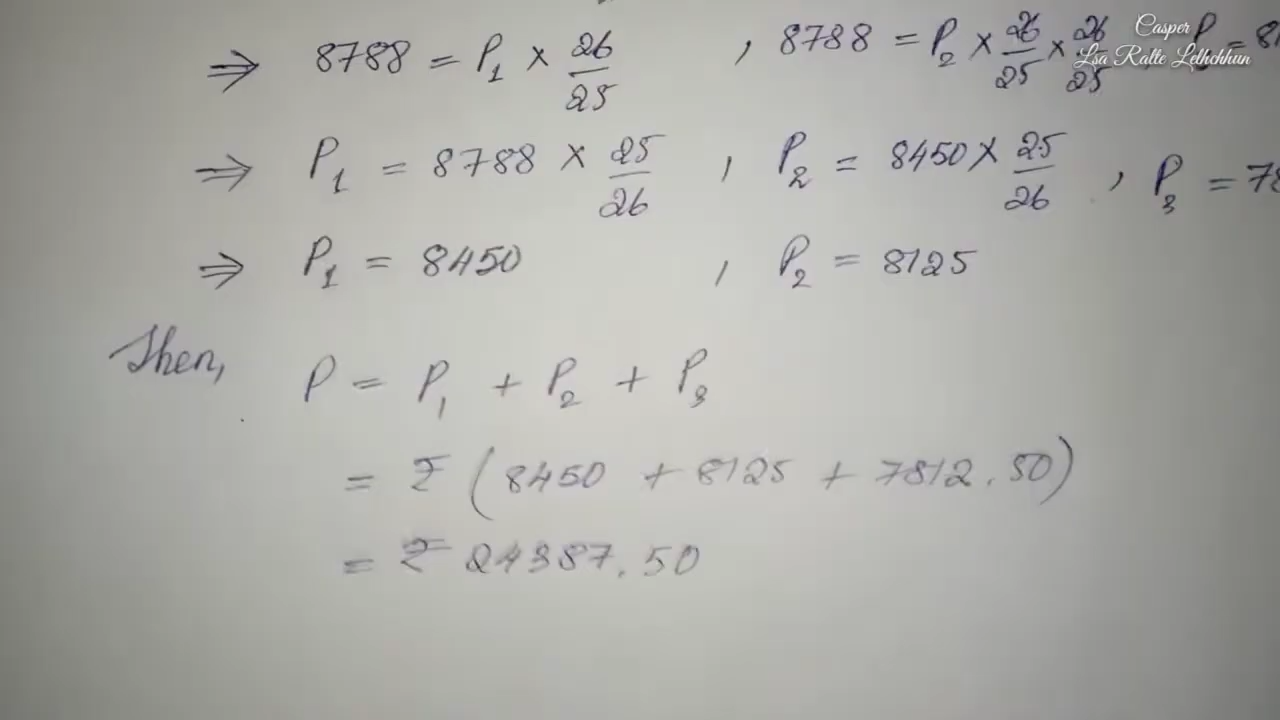 Casper
Lsa Ralte Lelhchhun
⇒ 8788 = P₁ × 26/25 , 8788 = P₂ × 26/25 × 26/25
⇒ P₁ = 8788 × 25/26 , P₂ = 8450 × 25/26 , P₃ = 78
⇒ P₁ = 8450 , P₂ = 8125
Then, P = P₁ + P₂ + P₃
= ₹ (8450 + 8125 + 7812.50)
= ₹ 24387.50